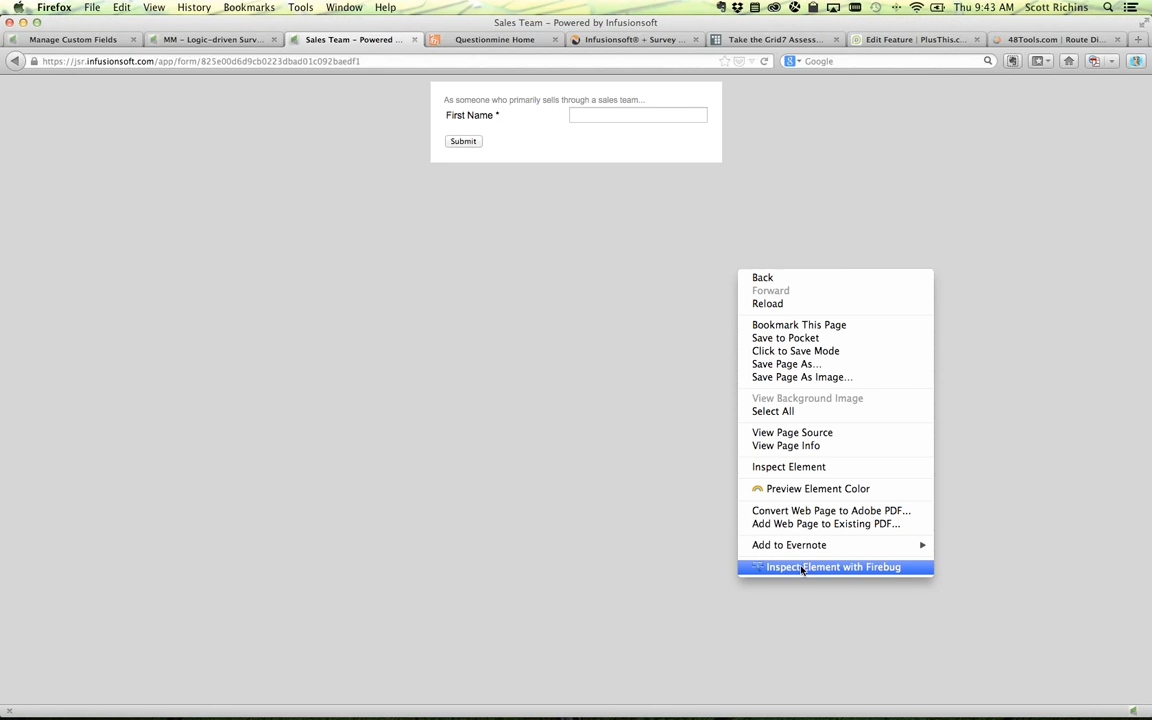 Firefox File Edit View History Bookmarks Tools Window Help Thu 9:43 AM Scott Richins
Sales Team – Powered by Infusionsoft
Manage Custom Fields MM – Logic-driven Surv... Sales Team – Powered ... Questionmine Home Infusionsoft® + Survey ... Take the Grid7 Assess... Edit Feature | PlusThis.c... 48Tools.com | Route Di...
https://jsr.infusionsoft.com/app/form/825e00d6d9cb0223dbad01c092baedf1 Google
As someone who primarily sells through a sales team...
First Name *
Submit
Back
Forward
Reload
Bookmark This Page
Save to Pocket
Click to Save Mode
Save Page As...
Save Page As Image...
View Background Image
Select All
View Page Source
View Page Info
Inspect Element
Preview Element Color
Convert Web Page to Adobe PDF...
Add Web Page to Existing PDF...
Add to Evernote
Inspect Element with Firebug